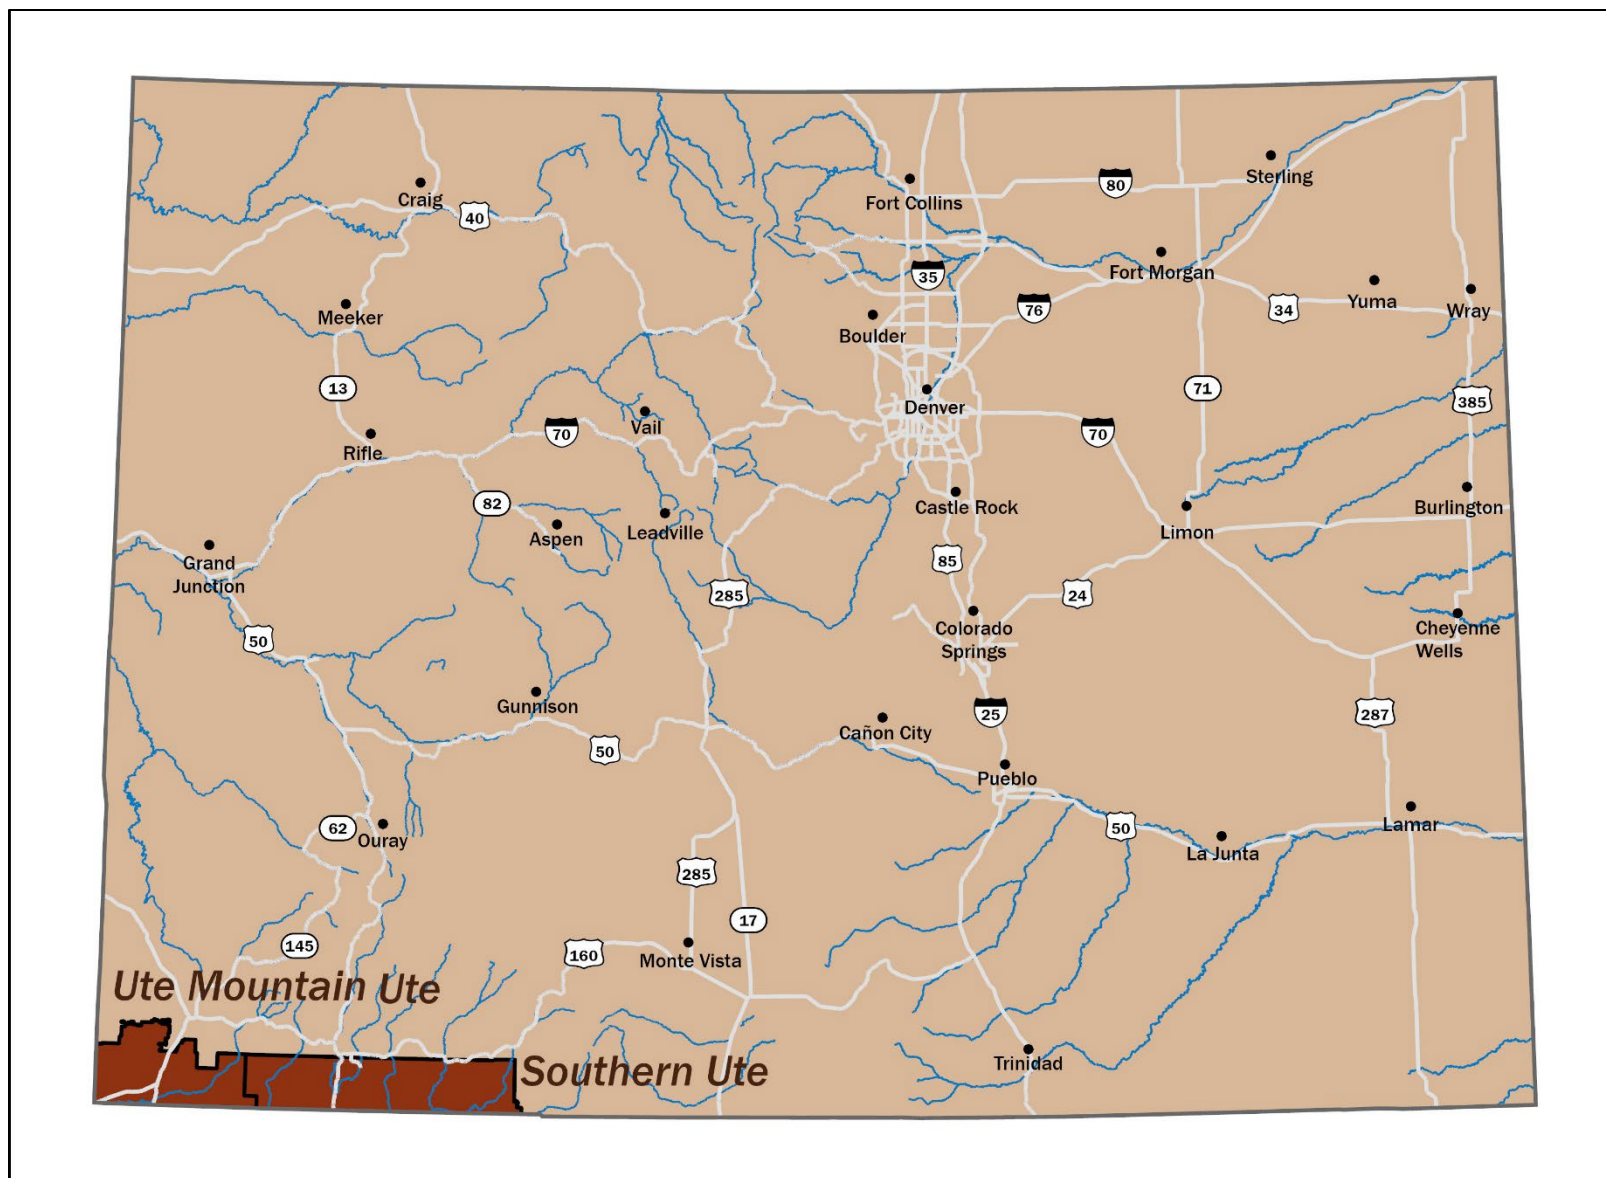 Craig
40
Fort Collins
80
Sterling
35
76
Fort Morgan
34
Yuma
Wray
Meeker
Boulder
13
Denver
71
385
Rifle
70
Vail
70
82
Aspen
Leadville
Castle Rock
Limon
Burlington
Grand
Junction
85
285
24
50
Colorado
Springs
Cheyenne
Wells
Gunnison
50
Cañon City
25
287
Pueblo
62
Ouray
50
La Junta
Lamar
285
17
145
160
Monte Vista
Ute Mountain Ute
Southern Ute
Trinidad